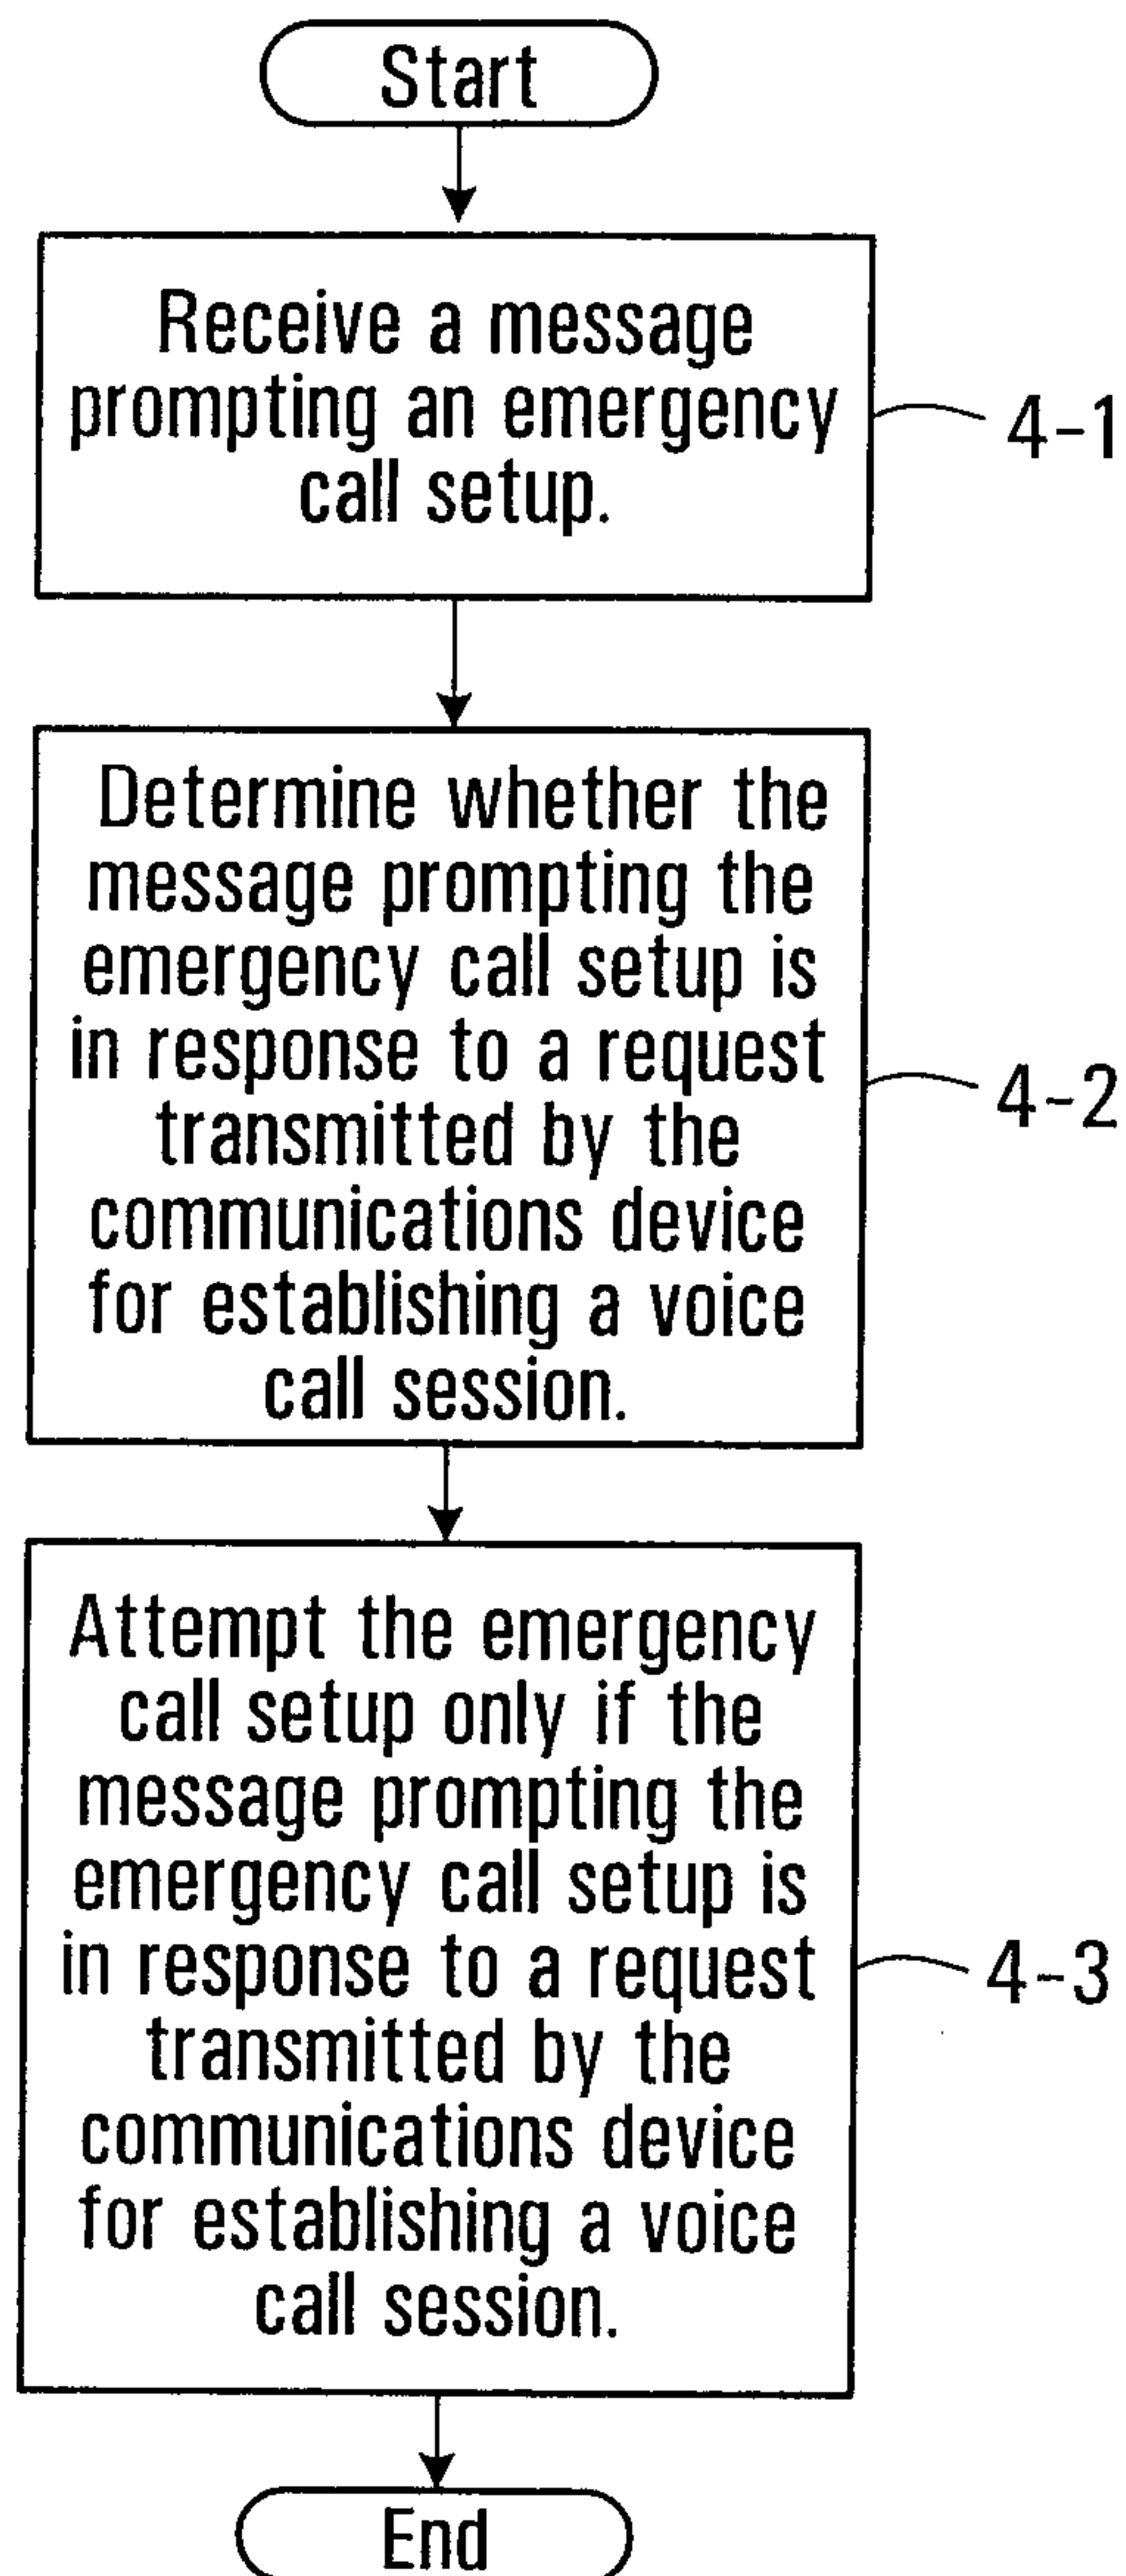 Start
Receive a message
prompting an emergency
call setup.
4-1
Determine whether the
message prompting the
emergency call setup is
in response to a request
transmitted by the
communications device
for establishing a voice
call session.
4-2
Attempt the emergency
call setup only if the
message prompting the
emergency call setup is
in response to a request
transmitted by the
communications device
for establishing a voice
call session.
4-3
End